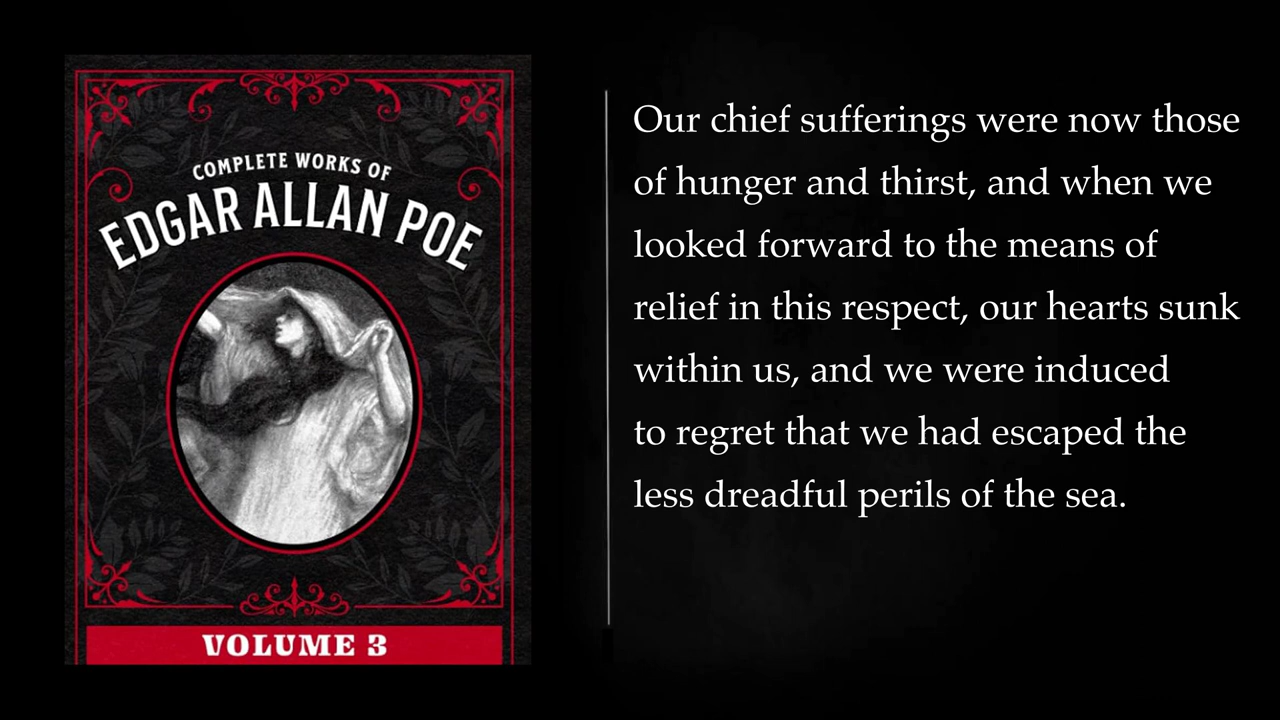 COMPLETE WORKS OF
EDGAR ALLAN POE
VOLUME 3
Our chief sufferings were now those
of hunger and thirst, and when we
looked forward to the means of
relief in this respect, our hearts sunk
within us, and we were induced
to regret that we had escaped the
less dreadful perils of the sea.